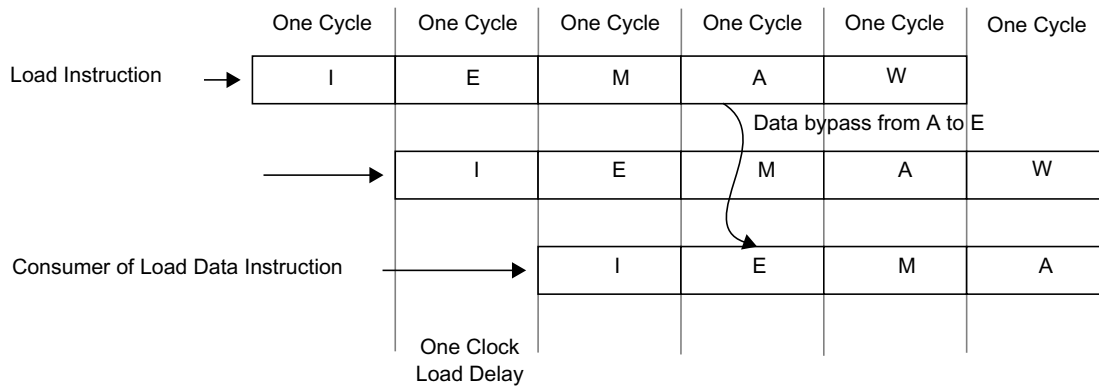 One Cycle One Cycle One Cycle One Cycle One Cycle One Cycle
Load Instruction I E M A W
Data bypass from A to E
I E M A W
Consumer of Load Data Instruction I E M A
One Clock
Load Delay